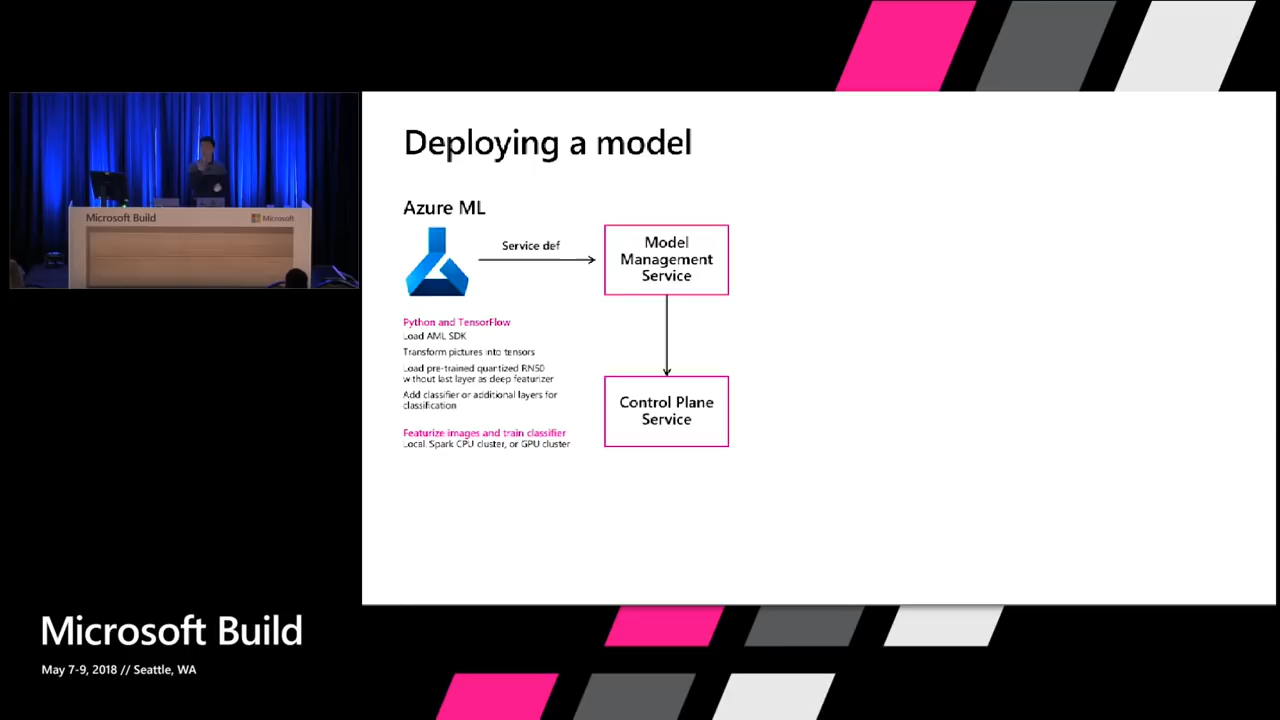 Microsoft Build
Microsoft
Deploying a model
Azure ML
Service def
Model
Management
Service
Python and TensorFlow
Load AML SDK
Transform pictures into tensors
Load pre-trained quantized RN50
without last layer as deep featurizer
Add classifier or additional layers for
classification
Featurize images and train classifier
Local, Spark CPU cluster, or GPU cluster
Control Plane
Service
Microsoft Build
May 7-9, 2018 // Seattle, WA